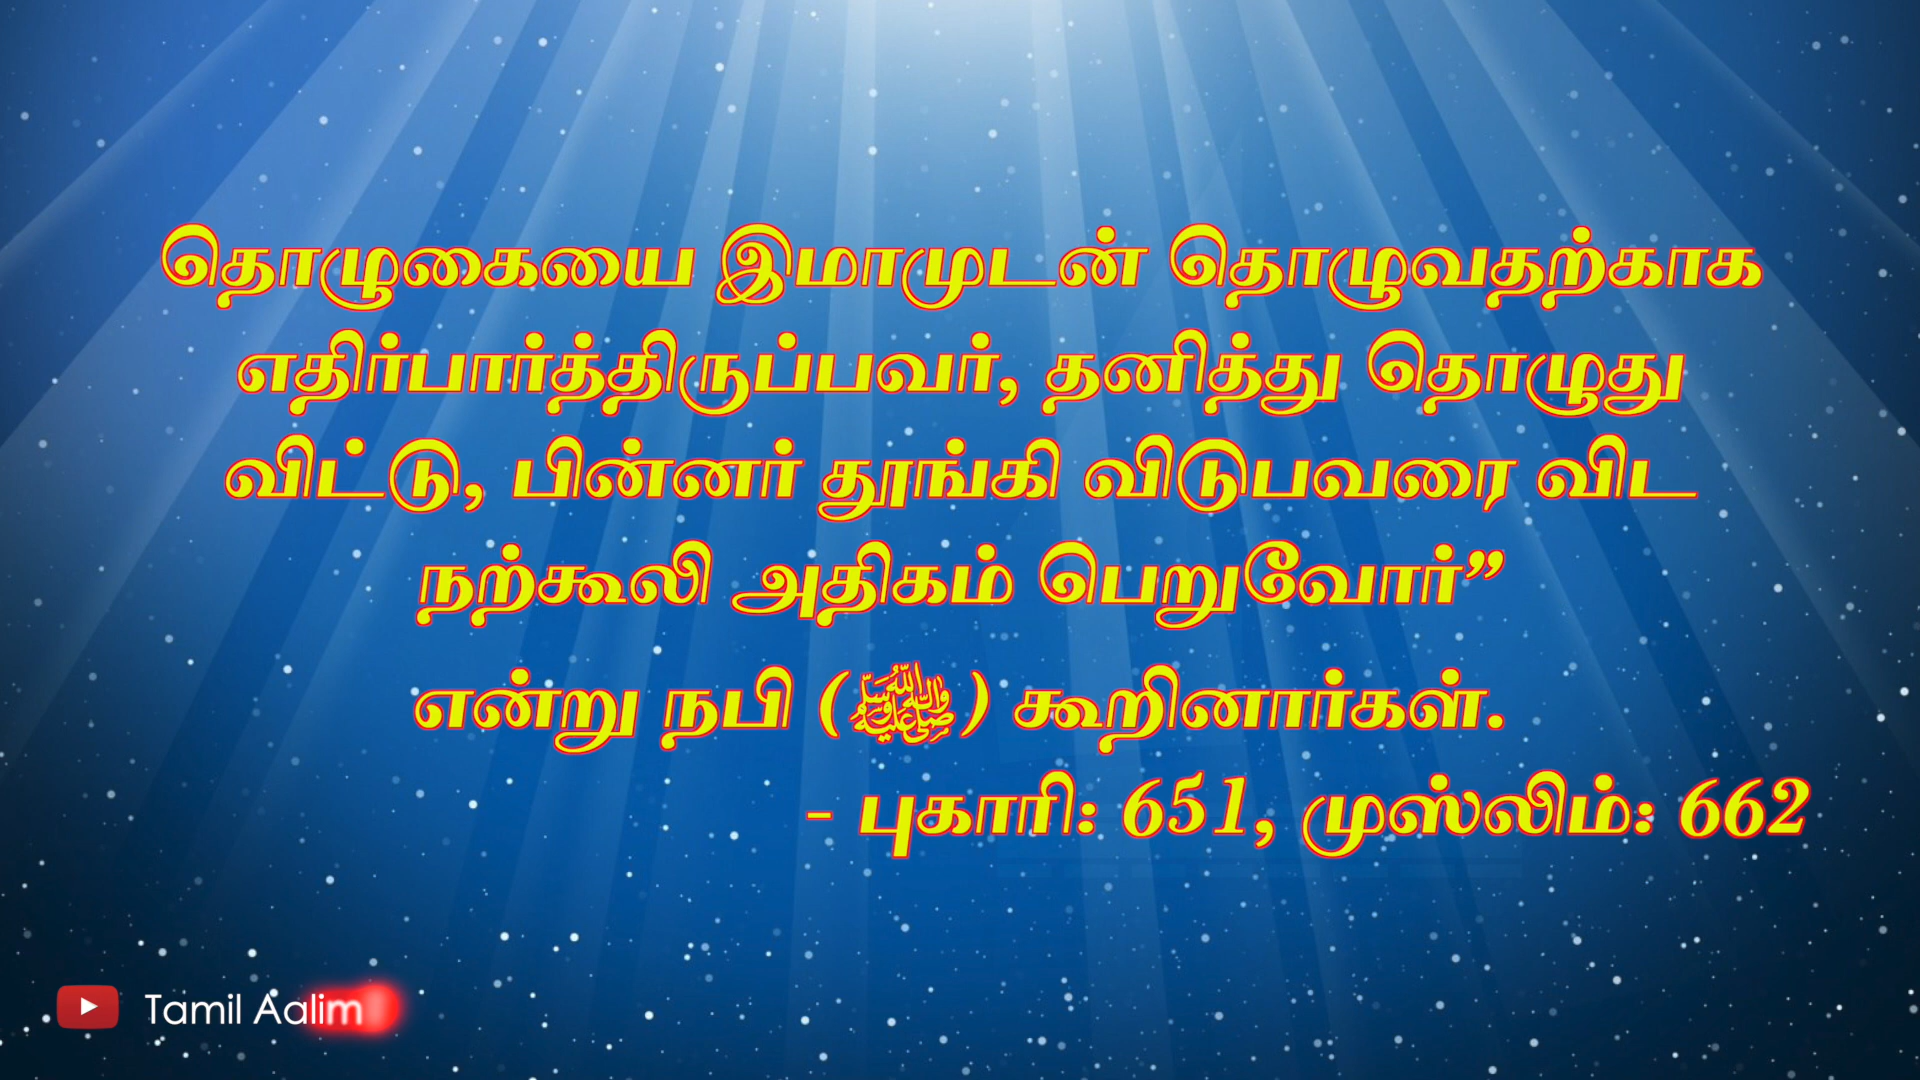 தொழுகையை இமாமுடன் தொழுவதற்காக
எதிர்பார்த்திருப்பவர், தனித்து தொழுது
விட்டு, பின்னர் தூங்கி விடுபவரை விட
நற்கூலி அதிகம் பெறுவோர்”
என்று நபி (ﷺ) கூறினார்கள்.
- புகாரி: 651, முஸ்லிம்: 662
Tamil Aalim